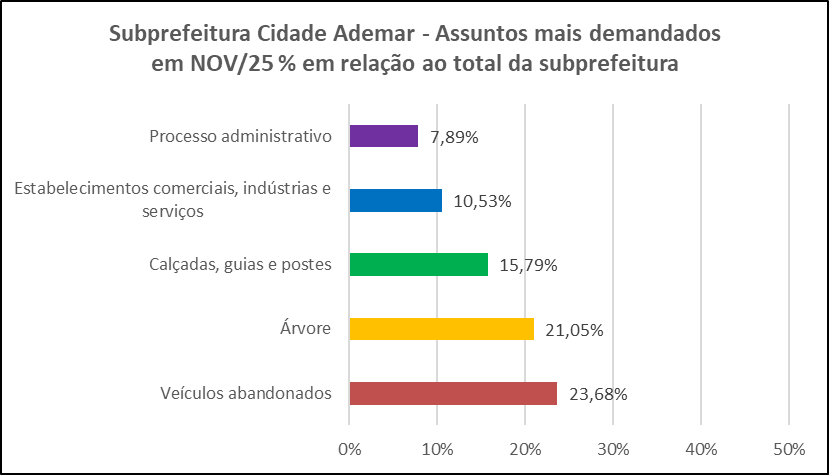 Subprefeitura Cidade Ademar - Assuntos mais demandados
em NOV/25 % em relação ao total da subprefeitura
Processo administrativo
7,89%
Estabelecimentos comerciais, indústrias e
serviços
10,53%
Calçadas, guias e postes
15,79%
Árvore
21,05%
Veículos abandonados
23,68%
0%
10%
20%
30%
40%
50%